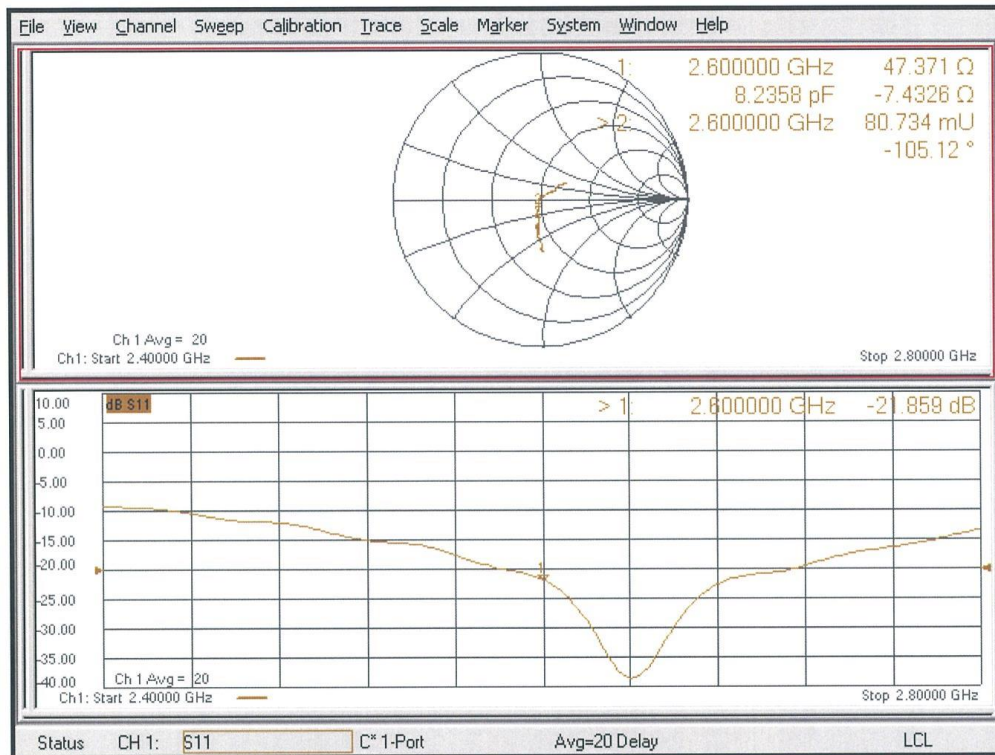 File View Channel Sweep Calibration Trace Scale Marker System Window Help
1: 2.600000 GHz 47.371 Ω
8.2358 pF -7.4326 Ω
> 2: 2.600000 GHz 80.734 mU
-105.12 °
Ch 1 Avg = 20
Ch1: Start 2.40000 GHz
Stop 2.80000 GHz
10.00 dB S11 > 1: 2.600000 GHz -21.859 dB
5.00
0.00
-5.00
-10.00
-15.00
-20.00
1
-25.00
-30.00
-35.00
-40.00
Ch 1 Avg = 20
Ch1: Start 2.40000 GHz
Stop 2.80000 GHz
Status CH 1: S11 C* 1-Port Avg=20 Delay LCL